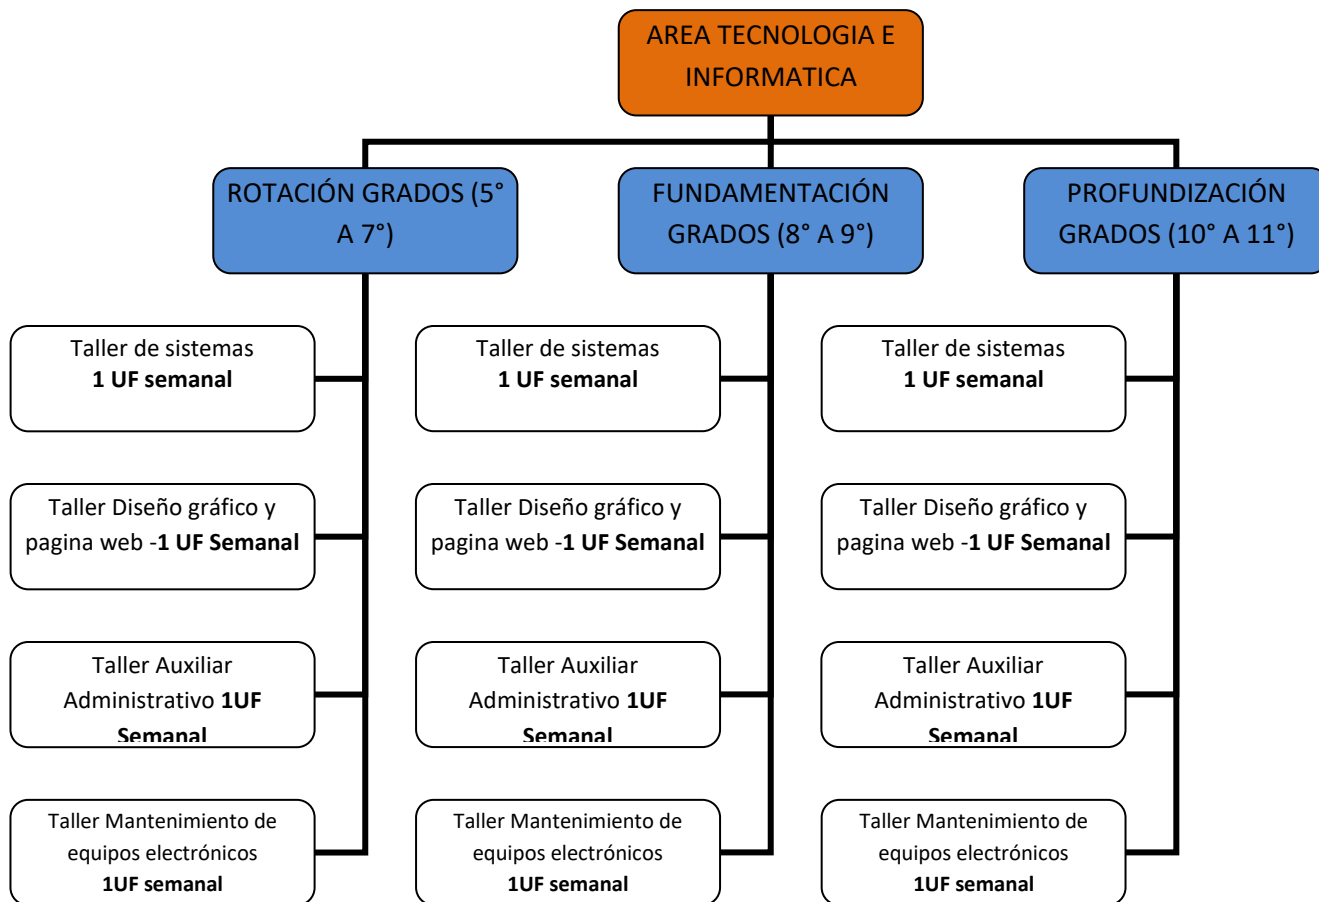 AREA TECNOLOGIA E
INFORMATICA
ROTACIÓN GRADOS (5°
A 7°)
FUNDAMENTACIÓN
GRADOS (8° A 9°)
PROFUNDIZACIÓN
GRADOS (10° A 11°)
Taller de sistemas
1 UF semanal
Taller Diseño gráfico y
pagina web -1 UF Semanal
Taller Auxiliar
Administrativo 1UF
Semanal
Taller Mantenimiento de
equipos electrónicos
1UF semanal
Taller de sistemas
1 UF semanal
Taller Diseño gráfico y
pagina web -1 UF Semanal
Taller Auxiliar
Administrativo 1UF
Semanal
Taller Mantenimiento de
equipos electrónicos
1UF semanal
Taller de sistemas
1 UF semanal
Taller Diseño gráfico y
pagina web -1 UF Semanal
Taller Auxiliar
Administrativo 1UF
Semanal
Taller Mantenimiento de
equipos electrónicos
1UF semanal